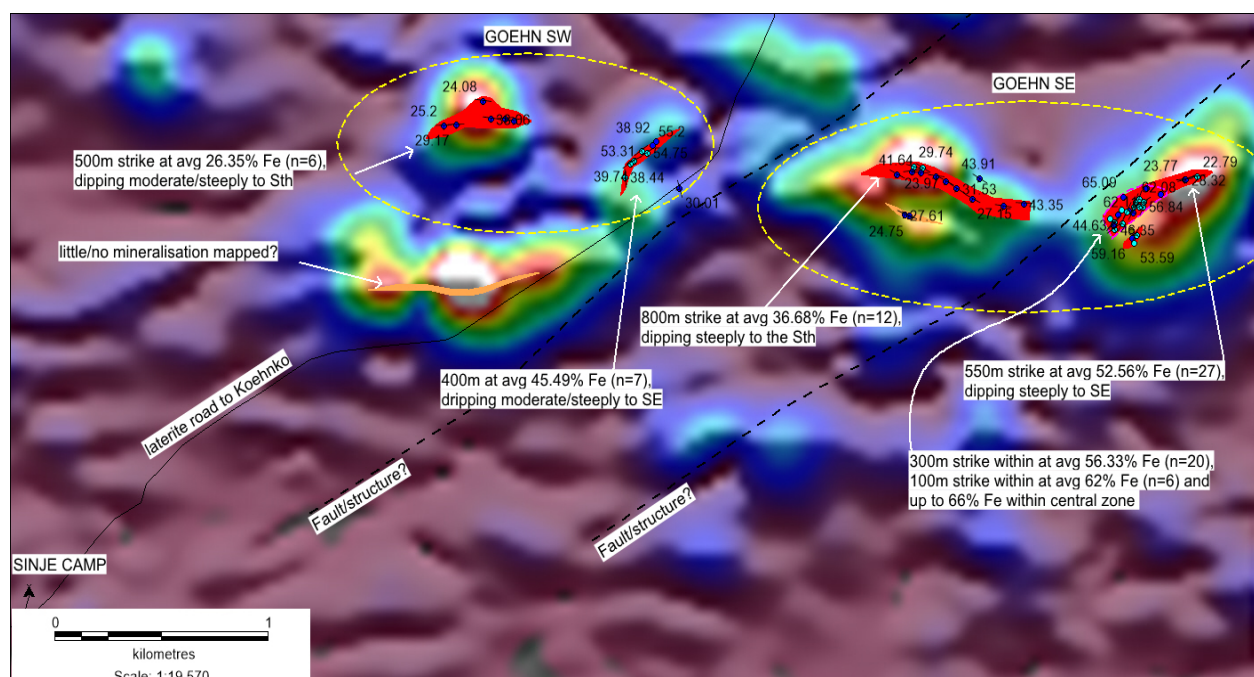 GOEHN SW
GOEHN SE
24.08
25.2
29.17
38.92
55.2
53.31
54.75
39.74
38.44
30.01
500m strike at avg 26.35% Fe (n=6),
dipping moderate/steeply to Sth
little/no mineralisation mapped?
41.64
29.74
43.91
23.97
31.53
27.15
43.35
27.61
24.75
23.77
22.79
65.09
62.08
56.84
44.63
59.16
53.59
800m strike at avg 36.68% Fe (n=12),
dipping steeply to the Sth
400m at avg 45.49% Fe (n=7),
dripping moderate/steeply to SE
550m strike at avg 52.56% Fe (n=27),
dipping steeply to SE
300m strike within at avg 56.33% Fe (n=20),
100m strike within at avg 62% Fe (n=6) and
up to 66% Fe within central zone
laterite road to Koehnko
Fault/structure?
Fault/structure?
SINJE CAMP
0
1
kilometres
Scale: 1:19,570